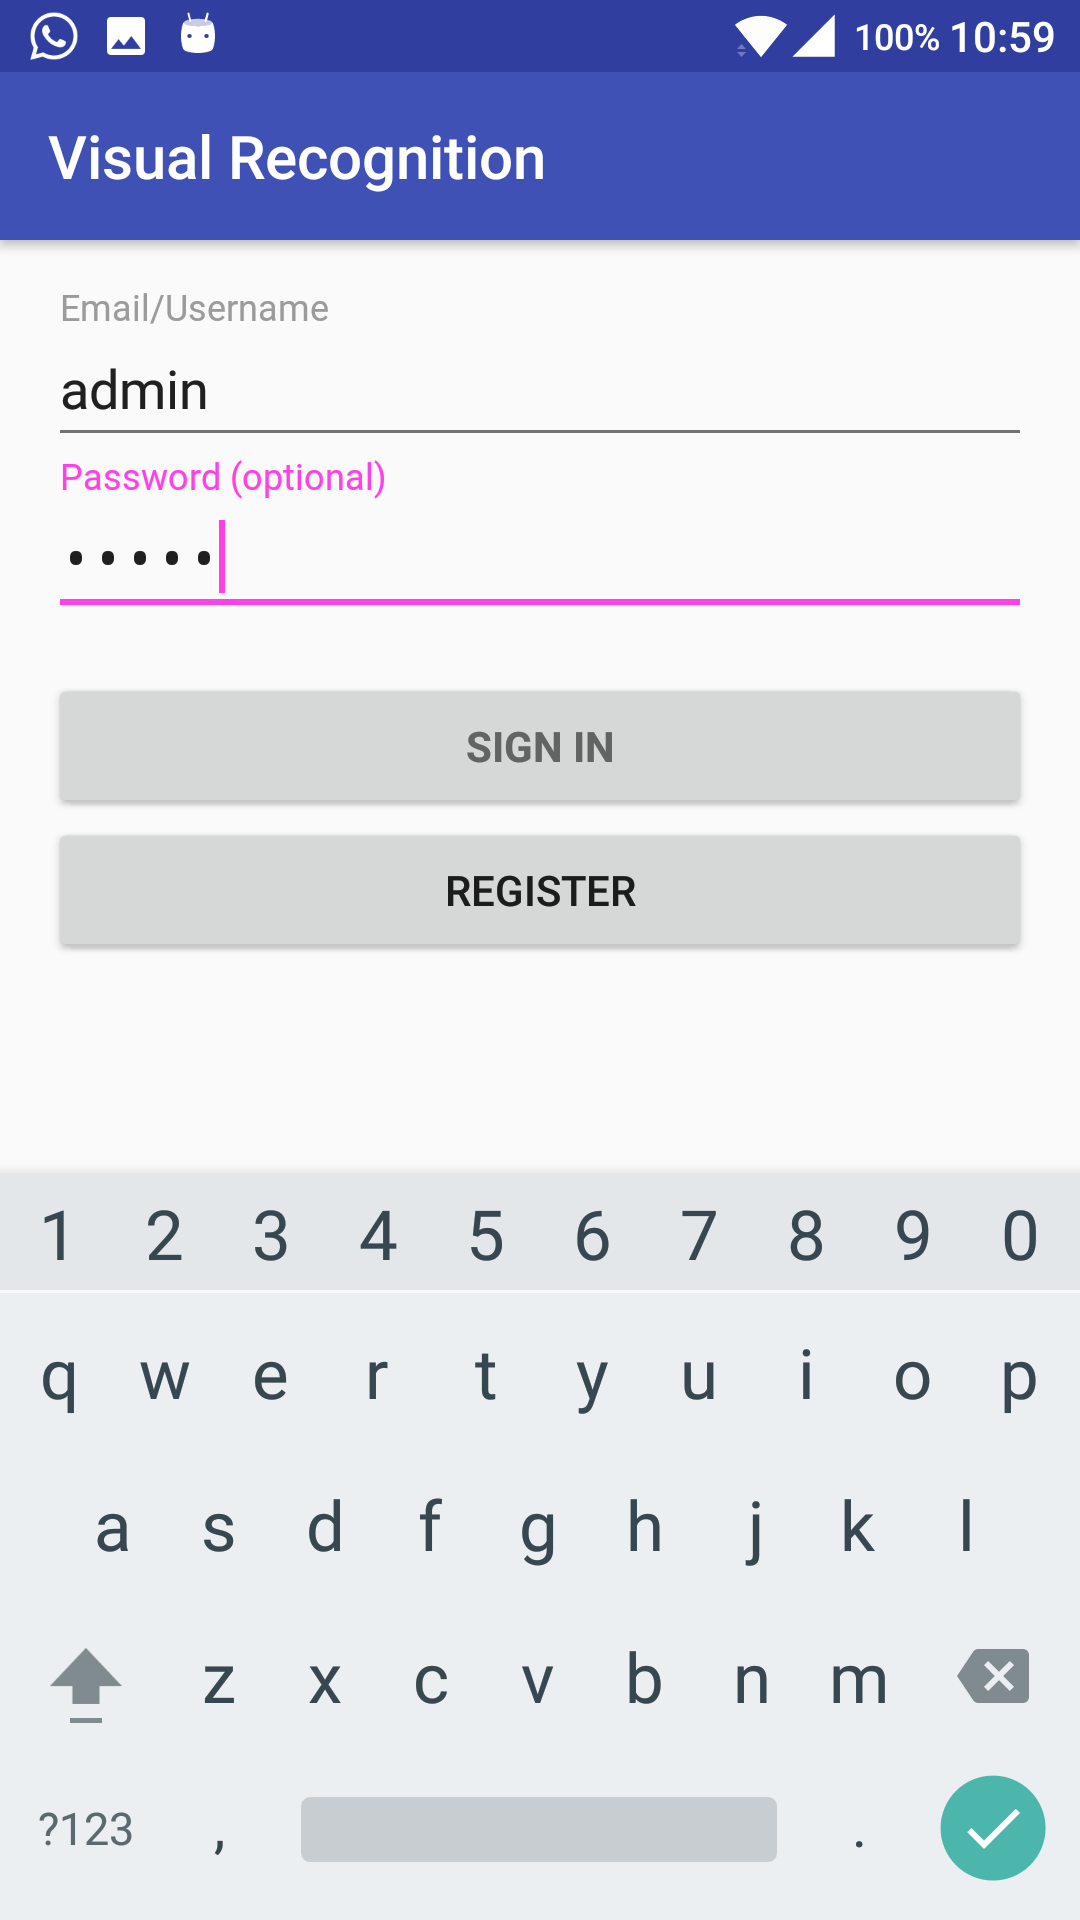 100% 10:59
Visual Recognition
Email/Username
admin
Password (optional)
•••••
SIGN IN
REGISTER
1 2 3 4 5 6 7 8 9 0
q w e r t y u i o p
a s d f g h j k l
z x c v b n m
?123 , .